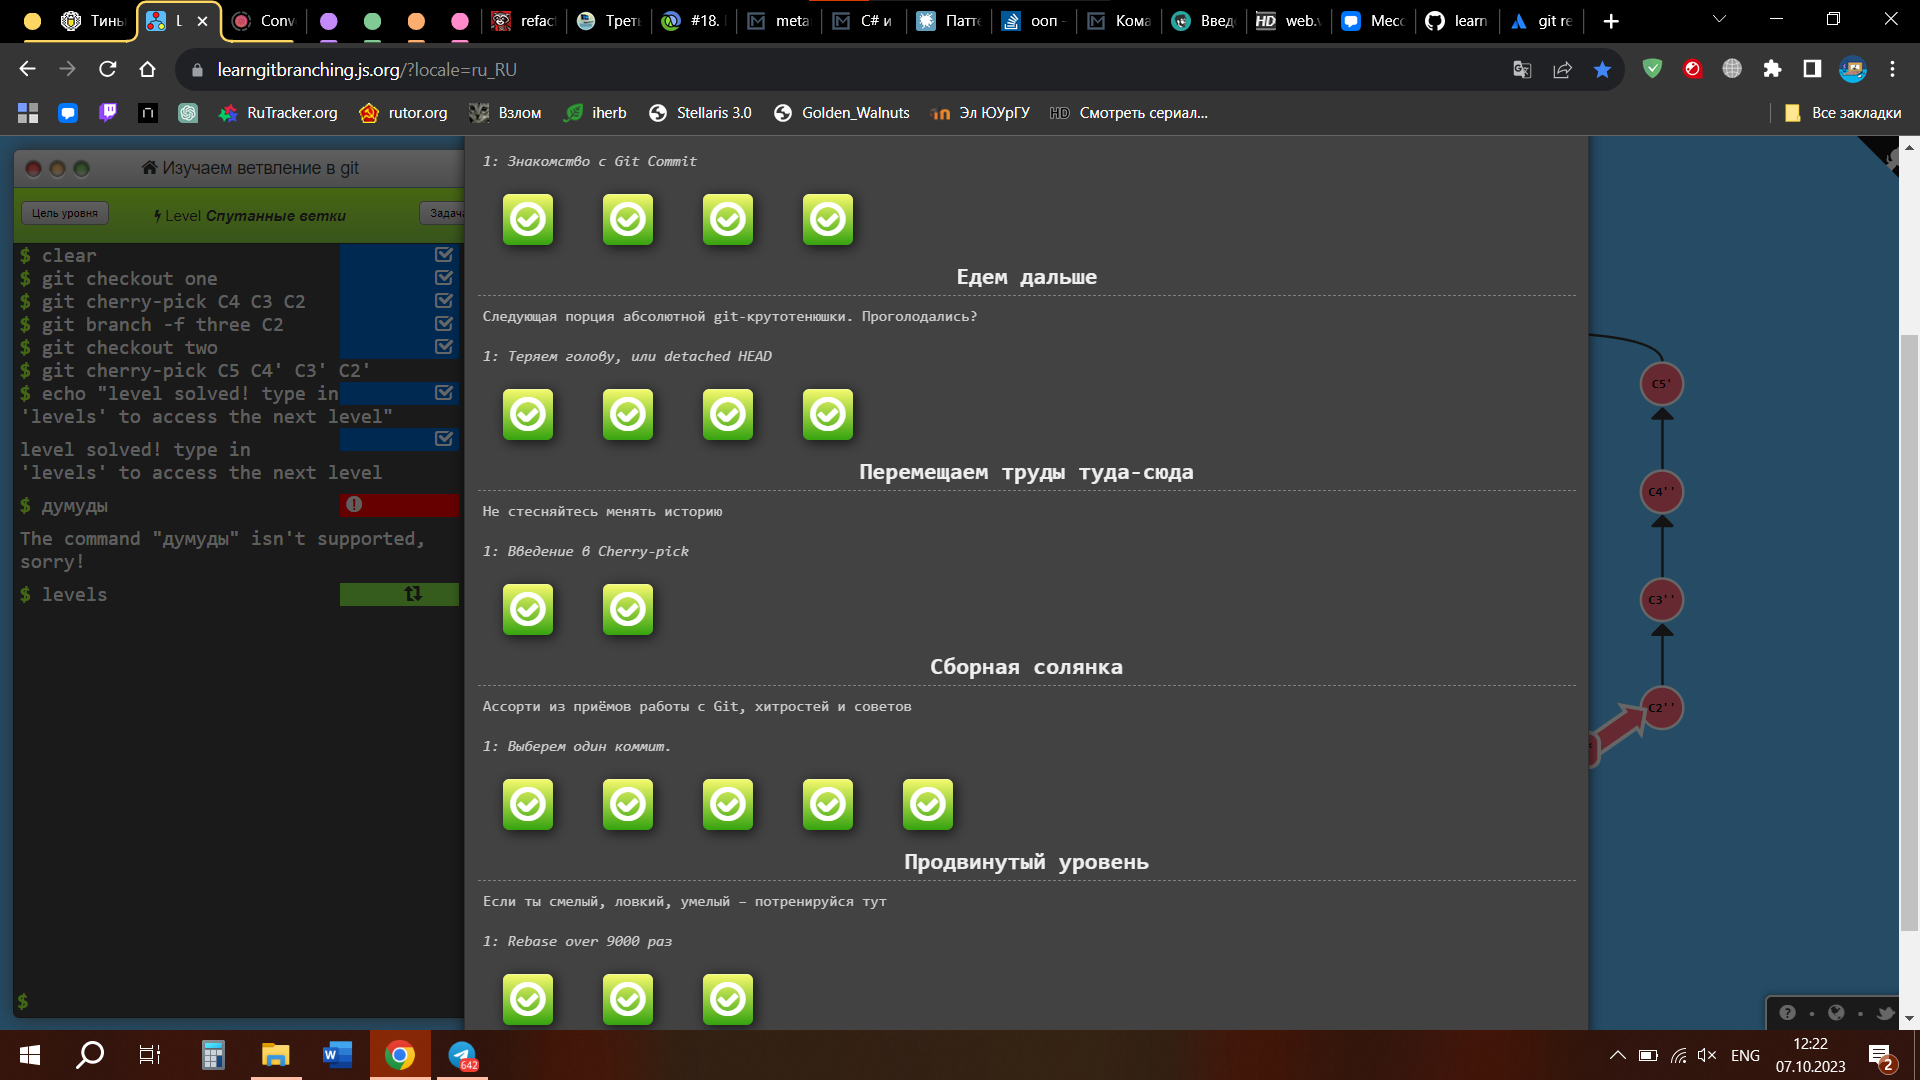 Тинь
L
Conv
refac
Треть
#18.
meta
C# и
Патте
ооп -
Кома
Введе
HD web.v
Месс
learn
git re
learngitbranching.js.org/?locale=ru_RU
RuTracker.org
rutor.org
Взлом
iherb
Stellaris 3.0
Golden_Walnuts
Эл ЮУрГУ
HD Смотреть сериал...
Все закладки
Изучаем ветвление в git
Цель уровня
Level Спутанные ветки
Задача
$ clear
$ git checkout one
$ git cherry-pick C4 C3 C2
$ git branch -f three C2
$ git checkout two
$ git cherry-pick C5 C4' C3' C2'
$ echo "level solved! type in
'levels' to access the next level"
level solved! type in
'levels' to access the next level
$ думуды
The command "думуды" isn't supported,
sorry!
$ levels
$
1: Знакомство с Git Commit
Едем дальше
Следующая порция абсолютной git-крутотенюшки. Проголодались?
1: Теряем голову, или detached HEAD
Перемещаем труды туда-сюда
Не стесняйтесь менять историю
1: Введение в Cherry-pick
Сборная солянка
Ассорти из приёмов работы с Git, хитростей и советов
1: Выберем один коммит.
Продвинутый уровень
Если ты смелый, ловкий, умелый – потренируйся тут
1: Rebase over 9000 раз
C5'
C4''
C3''
C2''
642
ENG
12:22
07.10.2023
2